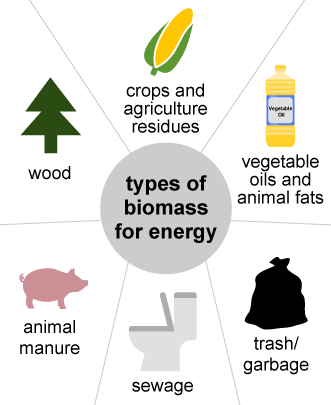 crops and
agriculture
residues
wood
Vegetable
Oil
vegetable
oils and
animal fats
types of
biomass
for energy
animal
manure
sewage
trash/
garbage